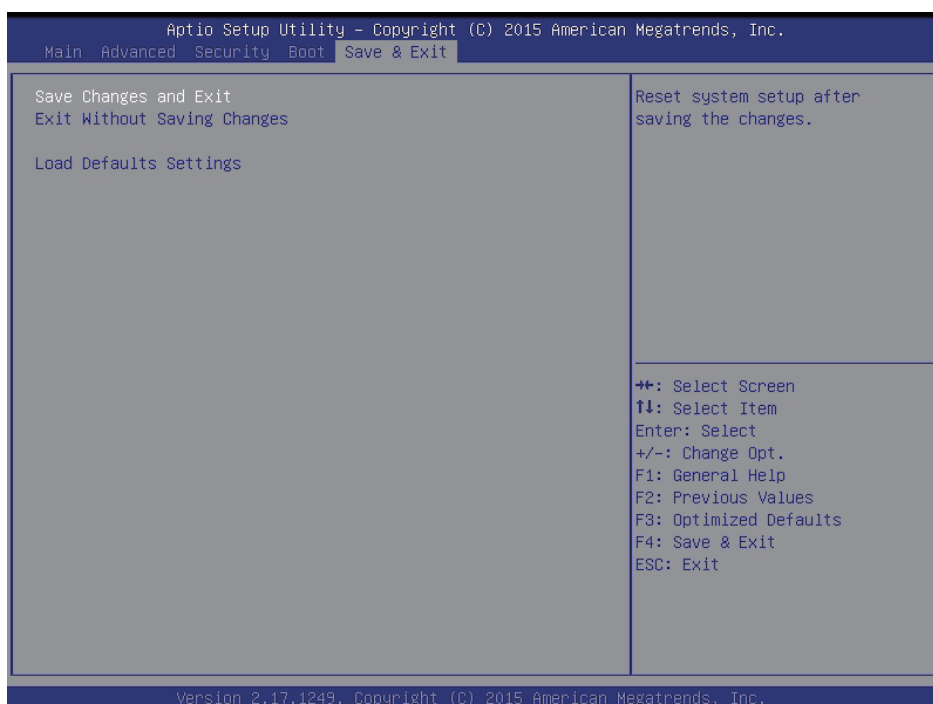 Aptio Setup Utility – Copyright (C) 2015 American Megatrends, Inc.
Main Advanced Security Boot Save & Exit
Save Changes and Exit
Exit Without Saving Changes
Load Defaults Settings
Reset system setup after
saving the changes.
→←: Select Screen
↑↓: Select Item
Enter: Select
+/-: Change Opt.
F1: General Help
F2: Previous Values
F3: Optimized Defaults
F4: Save & Exit
ESC: Exit
Version 2.17.1249. Copyright (C) 2015 American Megatrends, Inc.